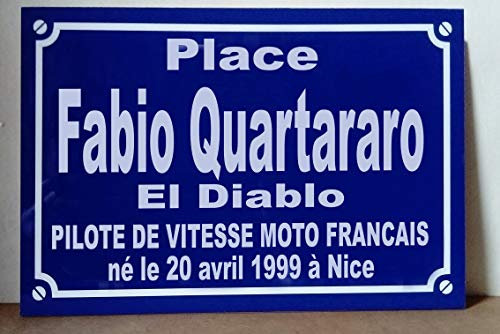 Place
Fabio Quartararo
El Diablo
PILOTE DE VITESSE MOTO FRANCAIS
né le 20 avril 1999 à Nice